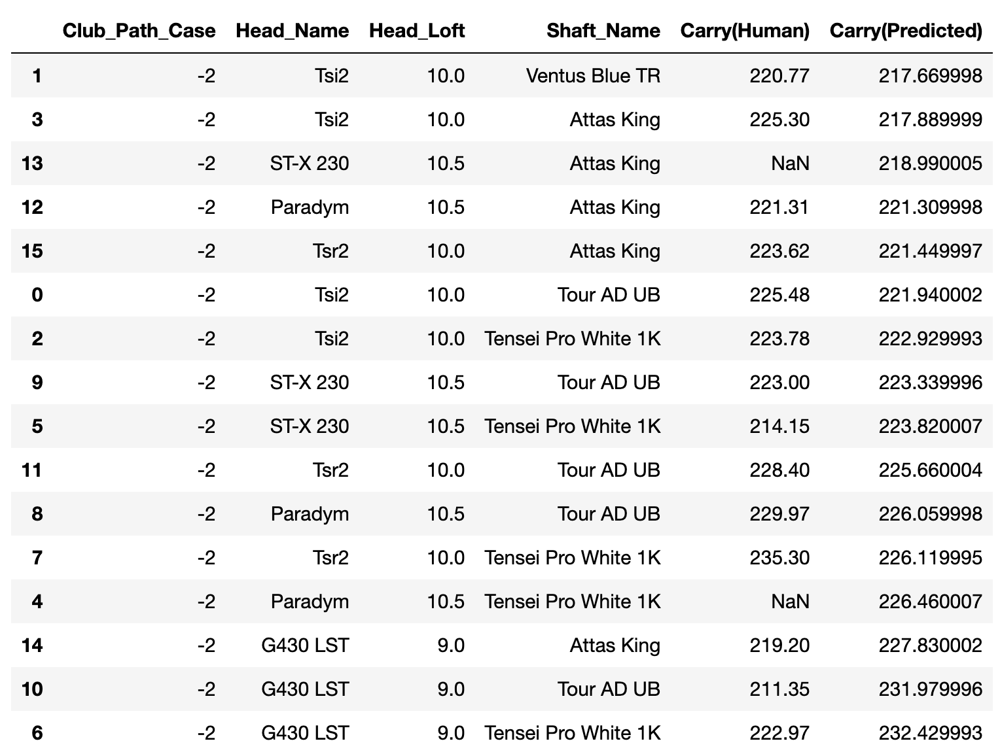 Club_Path_Case Head_Name Head_Loft Shaft_Name Carry(Human) Carry(Predicted)
1 -2 Tsi2 10.0 Ventus Blue TR 220.77 217.669998
3 -2 Tsi2 10.0 Attas King 225.30 217.889999
13 -2 ST-X 230 10.5 Attas King NaN 218.990005
12 -2 Paradym 10.5 Attas King 221.31 221.309998
15 -2 Tsr2 10.0 Attas King 223.62 221.449997
0 -2 Tsi2 10.0 Tour AD UB 225.48 221.940002
2 -2 Tsi2 10.0 Tensei Pro White 1K 223.78 222.929993
9 -2 ST-X 230 10.5 Tour AD UB 223.00 223.339996
5 -2 ST-X 230 10.5 Tensei Pro White 1K 214.15 223.820007
11 -2 Tsr2 10.0 Tour AD UB 228.40 225.660004
8 -2 Paradym 10.5 Tour AD UB 229.97 226.059998
7 -2 Tsr2 10.0 Tensei Pro White 1K 235.30 226.119995
4 -2 Paradym 10.5 Tensei Pro White 1K NaN 226.460007
14 -2 G430 LST 9.0 Attas King 219.20 227.830002
10 -2 G430 LST 9.0 Tour AD UB 211.35 231.979996
6 -2 G430 LST 9.0 Tensei Pro White 1K 222.97 232.429993